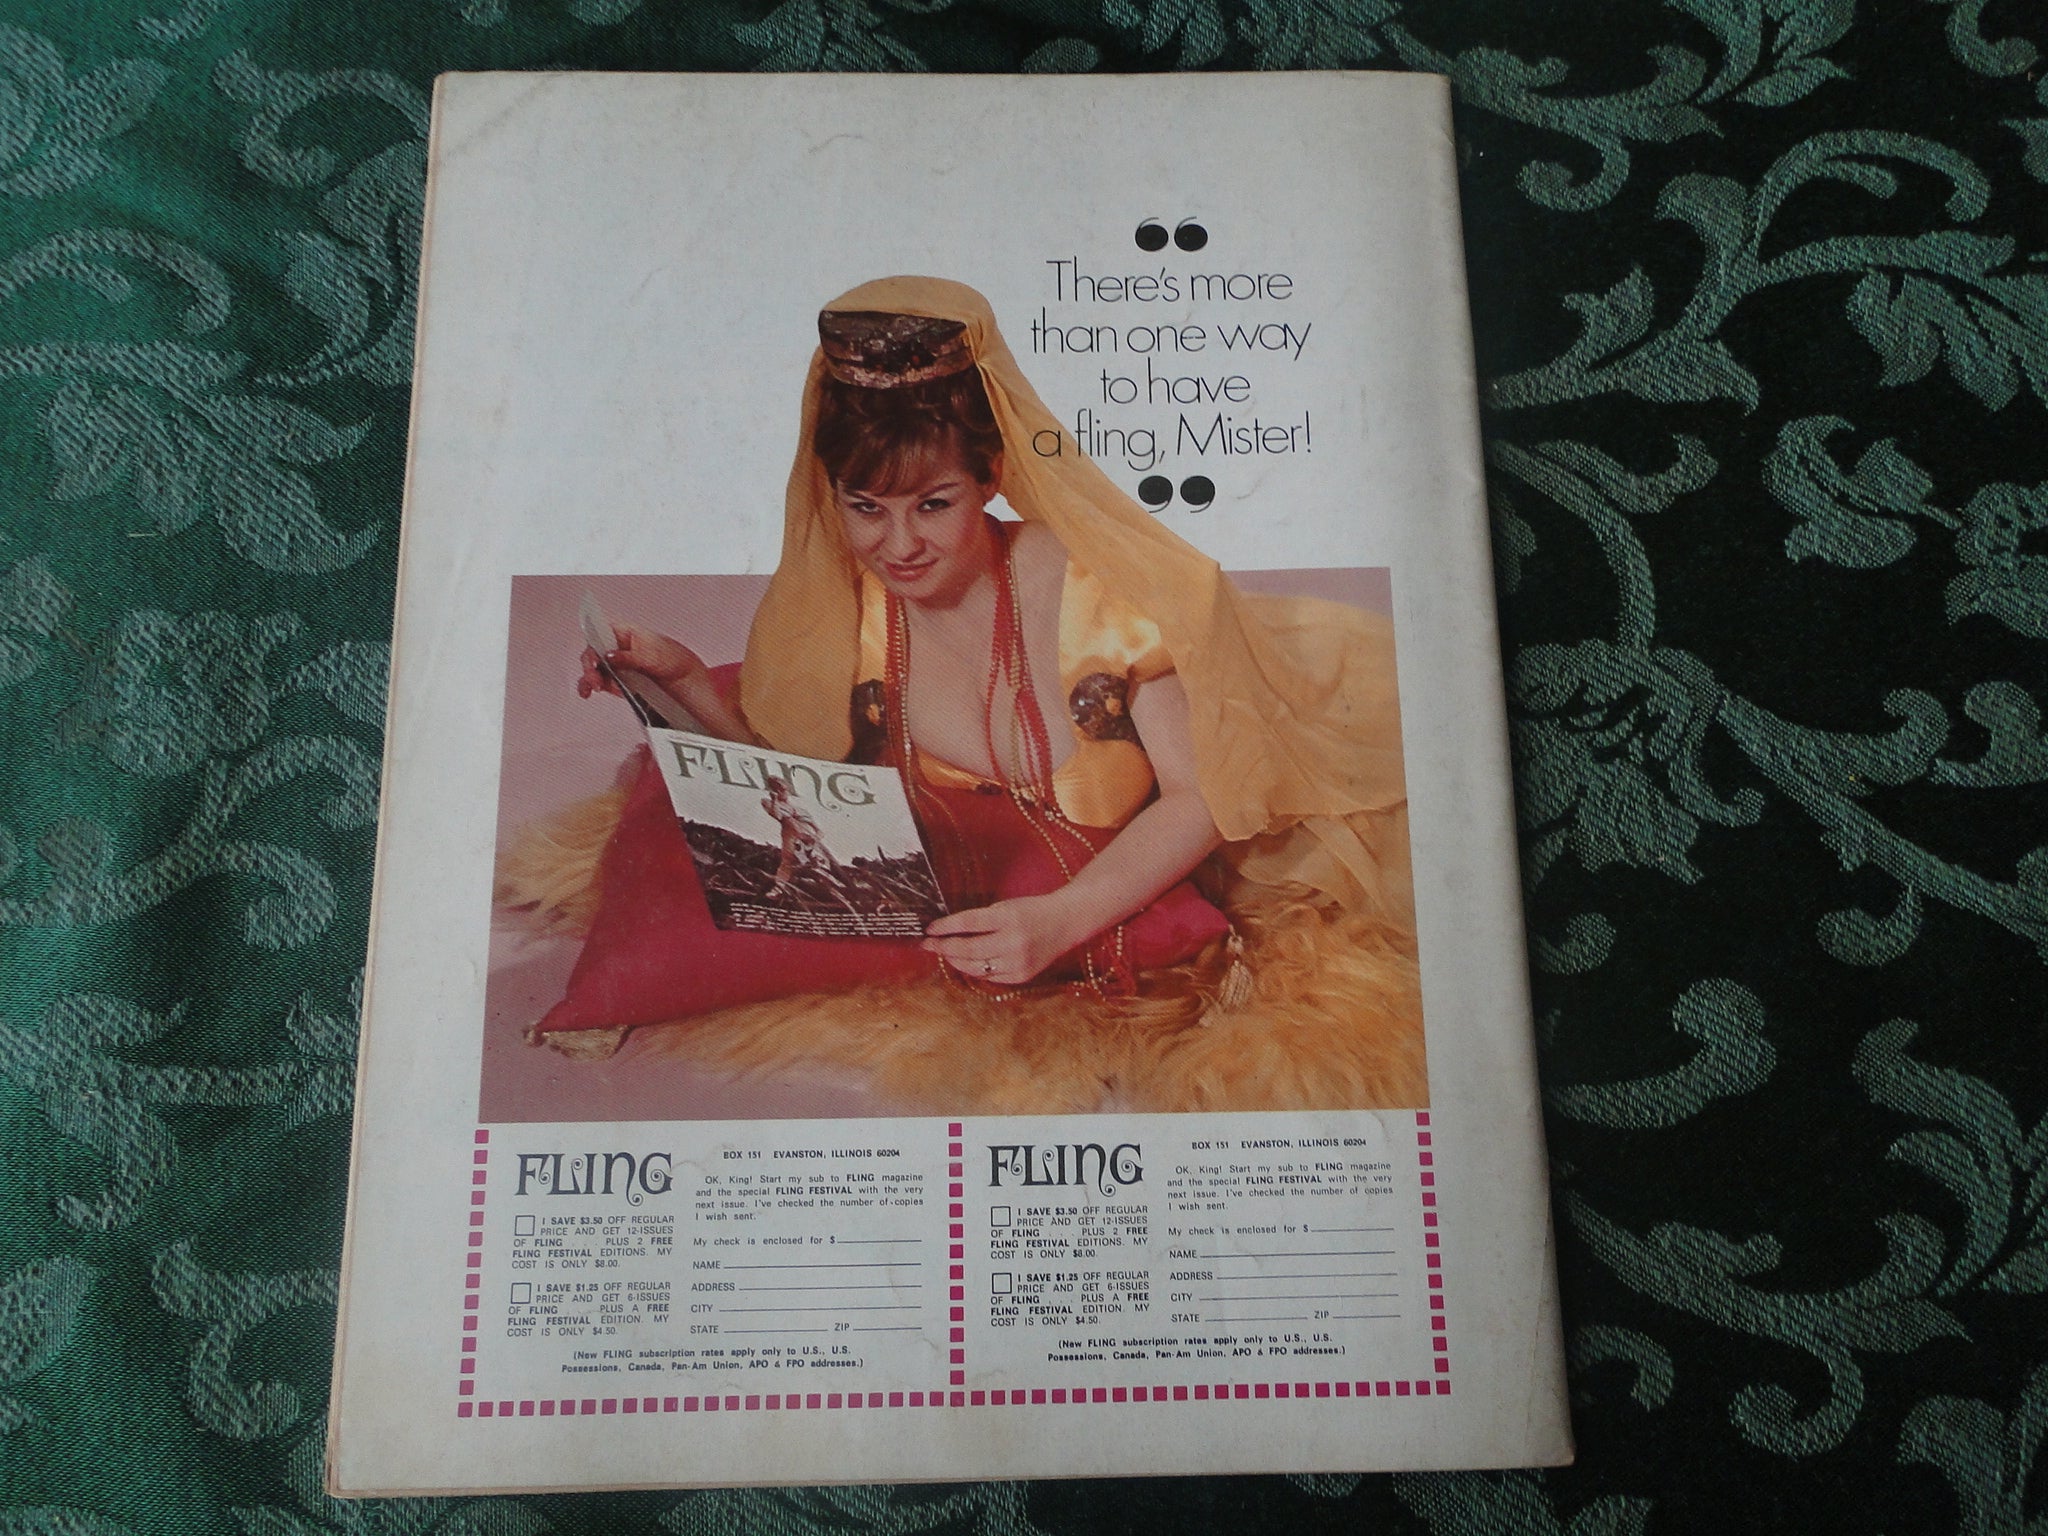 “
There's more
than one way
to have
a fling, Mister!
”
FLING
FLING
BOX 151 EVANSTON, ILLINOIS 60204
OK, King! Start my sub to FLING magazine
and the special FLING FESTIVAL with the very
next issue. I've checked the number of copies
I wish sent.
I SAVE $3.50 OFF REGULAR
PRICE AND GET 12-ISSUES
OF FLING . . . PLUS 2 FREE
FLING FESTIVAL EDITIONS. MY
COST IS ONLY $8.00.
I SAVE $1.25 OFF REGULAR
PRICE AND GET 6-ISSUES
OF FLING . . . PLUS A FREE
FLING FESTIVAL EDITION. MY
COST IS ONLY $4.50.
My check is enclosed for $
NAME
ADDRESS
CITY
STATE ZIP
(New FLING subscription rates apply only to U.S., U.S.
Possessions, Canada, Pan-Am Union, APO & FPO addresses.)
FLING
BOX 151 EVANSTON, ILLINOIS 60204
OK, King! Start my sub to FLING magazine
and the special FLING FESTIVAL with the very
next issue. I've checked the number of copies
I wish sent.
I SAVE $3.50 OFF REGULAR
PRICE AND GET 12-ISSUES
OF FLING . . . PLUS 2 FREE
FLING FESTIVAL EDITIONS. MY
COST IS ONLY $8.00.
I SAVE $1.25 OFF REGULAR
PRICE AND GET 6-ISSUES
OF FLING . . . PLUS A FREE
FLING FESTIVAL EDITION. MY
COST IS ONLY $4.50.
My check is enclosed for $
NAME
ADDRESS
CITY
STATE ZIP
(New FLING subscription rates apply only to U.S., U.S.
Possessions, Canada, Pan-Am Union, APO & FPO addresses.)